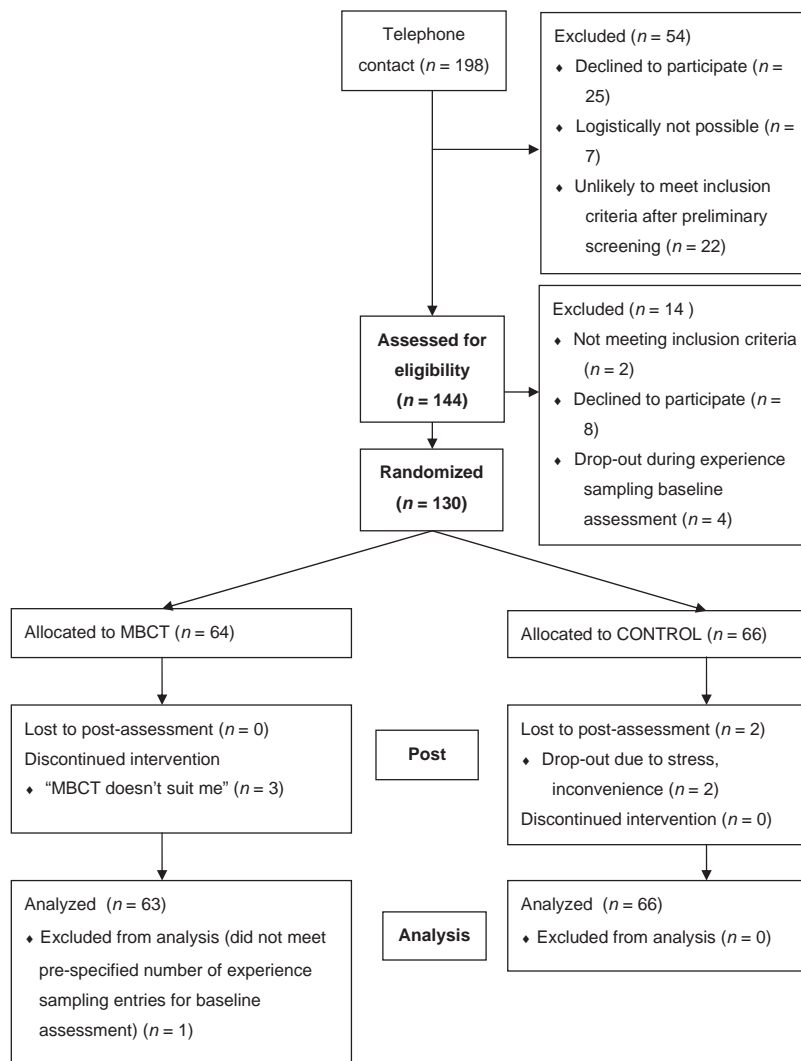 Telephone
contact (n = 198)
Excluded (n = 54)
♦ Declined to participate (n =
25)
♦ Logistically not possible (n =
7)
♦ Unlikely to meet inclusion
criteria after preliminary
screening (n = 22)
Assessed for
eligibility
(n = 144)
Excluded (n = 14 )
♦ Not meeting inclusion criteria
(n = 2)
♦ Declined to participate (n =
8)
♦ Drop-out during experience
sampling baseline
assessment (n = 4)
Randomized
(n = 130)
Allocated to MBCT (n = 64)
Allocated to CONTROL (n = 66)
Lost to post-assessment (n = 0)
Discontinued intervention
♦ “MBCT doesn’t suit me” (n = 3)
Post
Lost to post-assessment (n = 2)
♦ Drop-out due to stress,
inconvenience (n = 2)
Discontinued intervention (n = 0)
Analyzed (n = 63)
♦ Excluded from analysis (did not meet
pre-specified number of experience
sampling entries for baseline
assessment) (n = 1)
Analysis
Analyzed (n = 66)
♦ Excluded from analysis (n = 0)